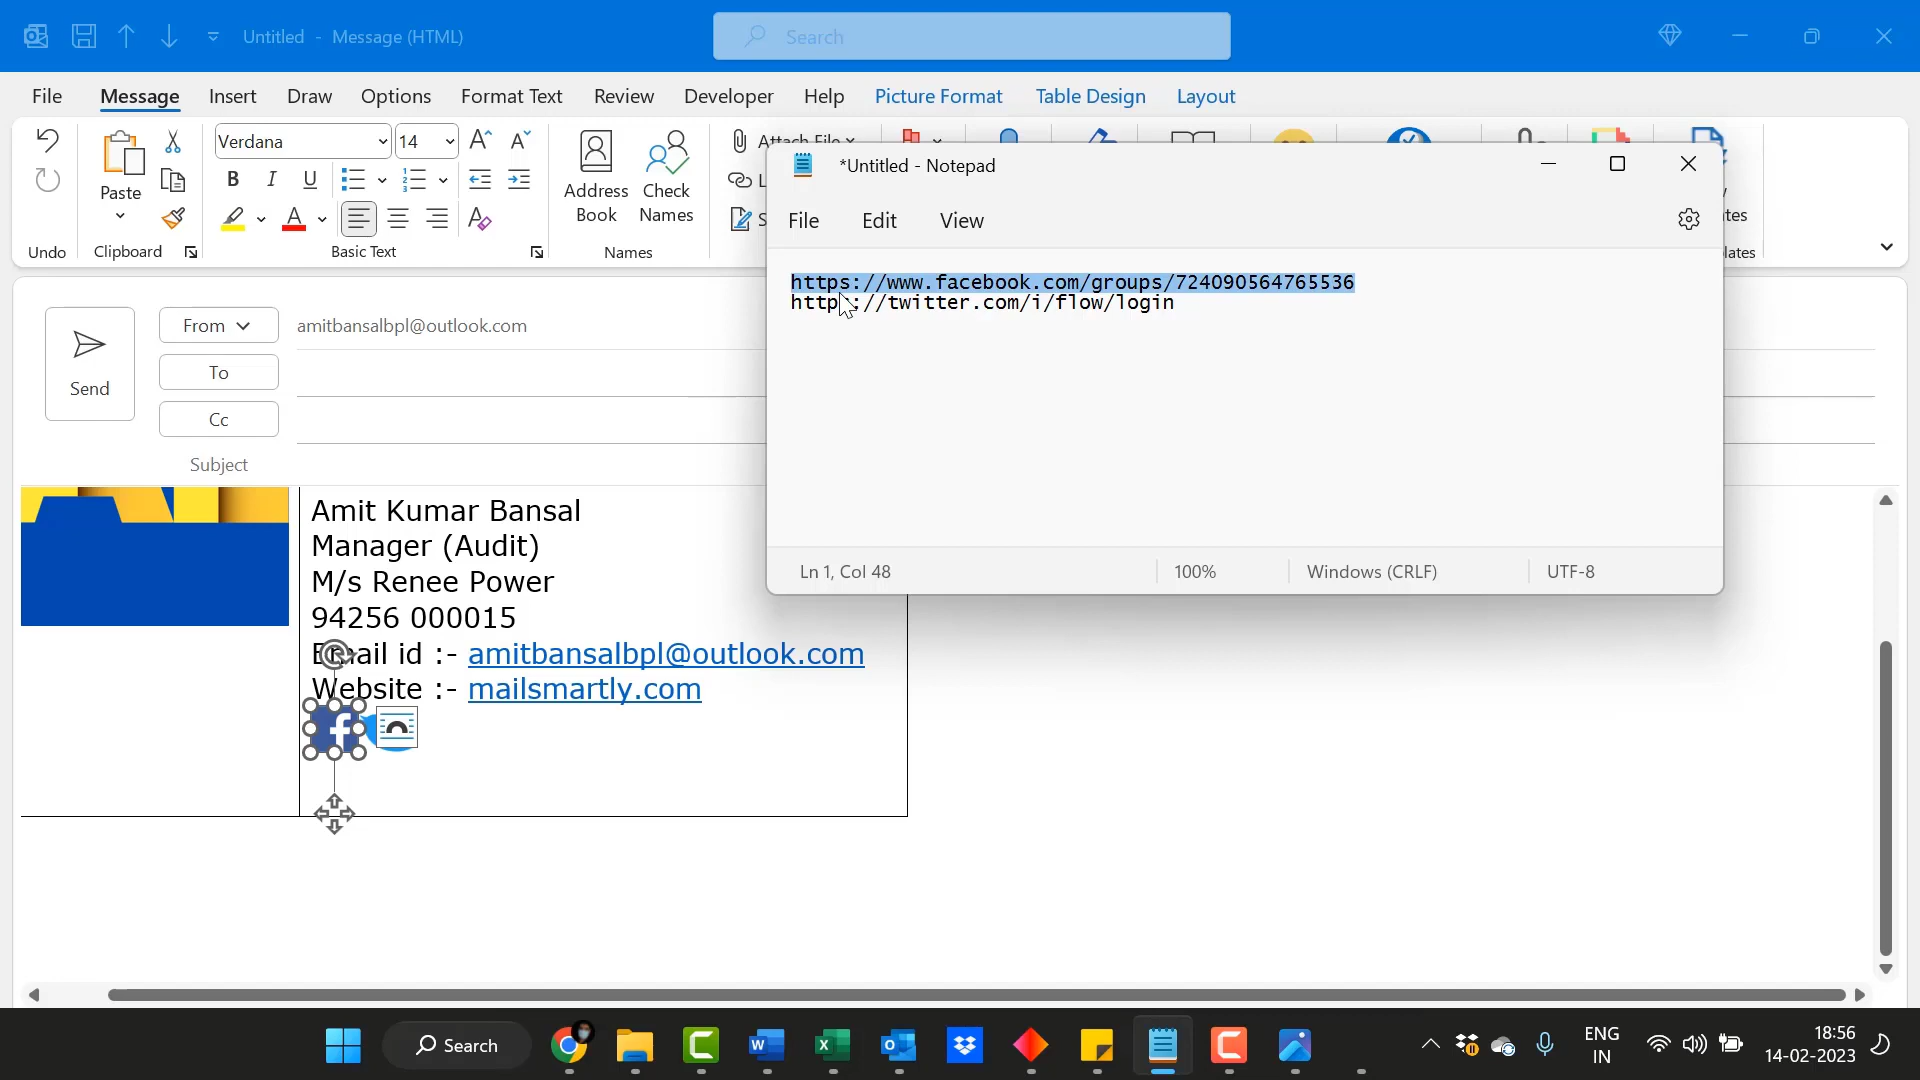 Untitled - Message (HTML)
Search
File Message Insert Draw Options Format Text Review Developer Help Picture Format Table Design Layout
Verdana 14
Attach File
Paste
Address Book
Check Names
B I U
L
S
tes
Undo Clipboard Basic Text Names
lates
*Untitled - Notepad
File Edit View
https://www.facebook.com/groups/724090564765536
https://twitter.com/i/flow/login
Ln 1, Col 48 100% Windows (CRLF) UTF-8
Send
From amitbansalbpl@outlook.com
To
Cc
Subject
Amit Kumar Bansal
Manager (Audit)
M/s Renee Power
94256 000015
Email id :- amitbansalbpl@outlook.com
Website :- mailsmartly.com
Search
ENG
IN
18:56
14-02-2023